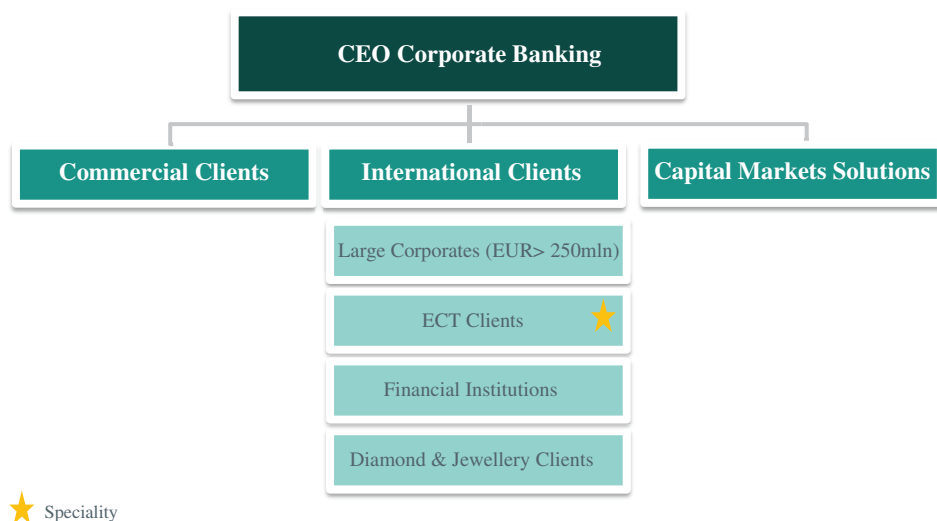 CEO Corporate Banking
Commercial Clients
International Clients
Capital Markets Solutions
Large Corporates (EUR> 250mln)
ECT Clients
Financial Institutions
Diamond & Jewellery Clients
Speciality